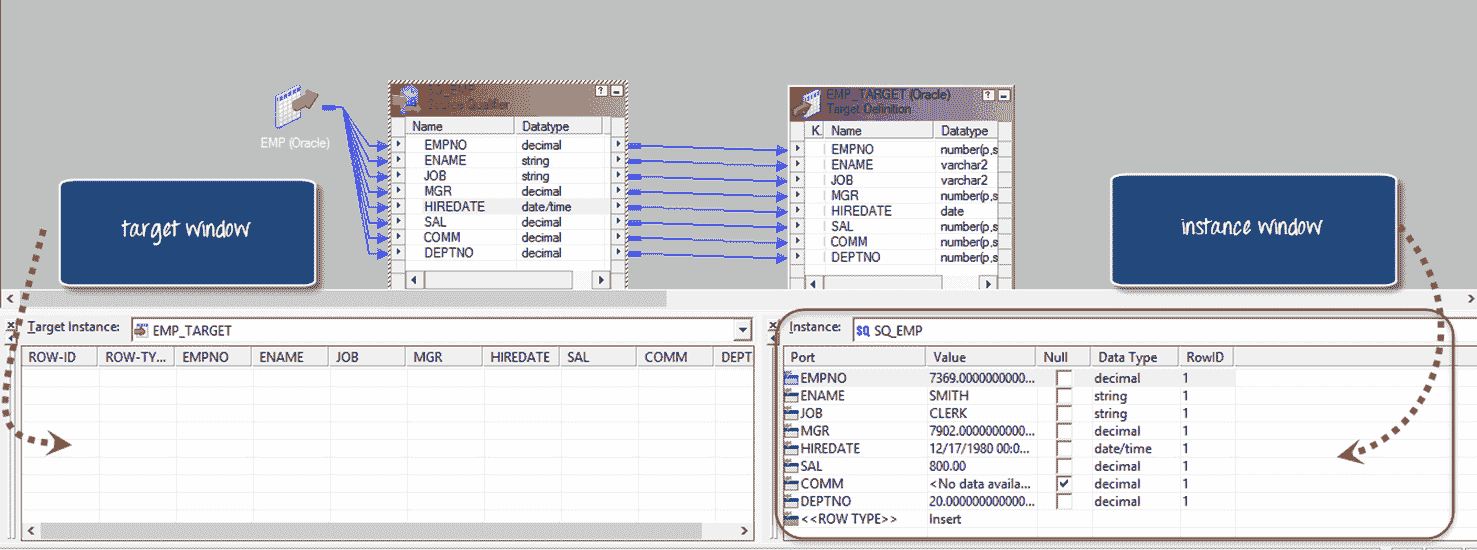 SQ_EMP
Source Qualifier
Name Datatype
EMPNO decimal
ENAME string
JOB string
MGR decimal
HIREDATE date/time
SAL decimal
COMM decimal
DEPTNO decimal
EMP (Oracle)
EMP_TARGET (Oracle)
Target Definition
K. Name Datatype
EMPNO number(p,s
ENAME varchar2
JOB varchar2
MGR number(p,s
HIREDATE date
SAL number(p,s
COMM number(p,s
DEPTNO number(p,s
target window
instance window
Target Instance: EMP_TARGET
ROW-ID ROW-TY... EMPNO ENAME JOB MGR HIREDATE SAL COMM DEPT
Instance: SQ SQ_EMP
Port Value Null Data Type RowID
EMPNO 7369.0000000000... decimal 1
ENAME SMITH string 1
JOB CLERK string 1
MGR 7902.0000000000... decimal 1
HIREDATE 12/17/1980 00:0... date/time 1
SAL 800.00 decimal 1
COMM <No data availa... decimal 1
DEPTNO 20.000000000000... decimal 1
<<ROW TYPE>> Insert